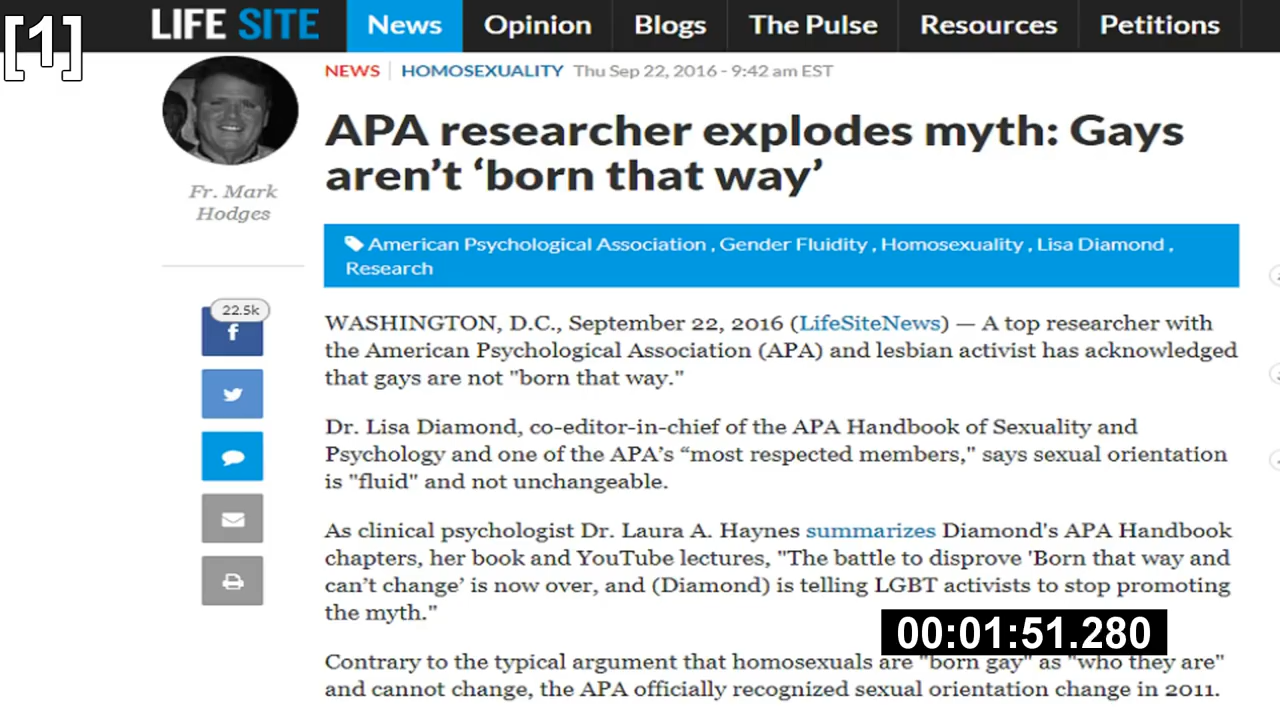 [1]
LIFE SITE News Opinion Blogs The Pulse Resources Petitions
NEWS HOMOSEXUALITY Thu Sep 22, 2016 - 9:42 am EST
APA researcher explodes myth: Gays
aren’t ‘born that way’
Fr. Mark
Hodges
American Psychological Association , Gender Fluidity , Homosexuality , Lisa Diamond ,
Research
22.5k
WASHINGTON, D.C., September 22, 2016 (LifeSiteNews) — A top researcher with
the American Psychological Association (APA) and lesbian activist has acknowledged
that gays are not "born that way."
Dr. Lisa Diamond, co-editor-in-chief of the APA Handbook of Sexuality and
Psychology and one of the APA’s “most respected members," says sexual orientation
is "fluid" and not unchangeable.
As clinical psychologist Dr. Laura A. Haynes summarizes Diamond's APA Handbook
chapters, her book and YouTube lectures, "The battle to disprove 'Born that way and
can’t change’ is now over, and (Diamond) is telling LGBT activists to stop promoting
the myth."
00:01:51.280
Contrary to the typical argument that homosexuals are "born gay" as "who they are"
and cannot change, the APA officially recognized sexual orientation change in 2011.